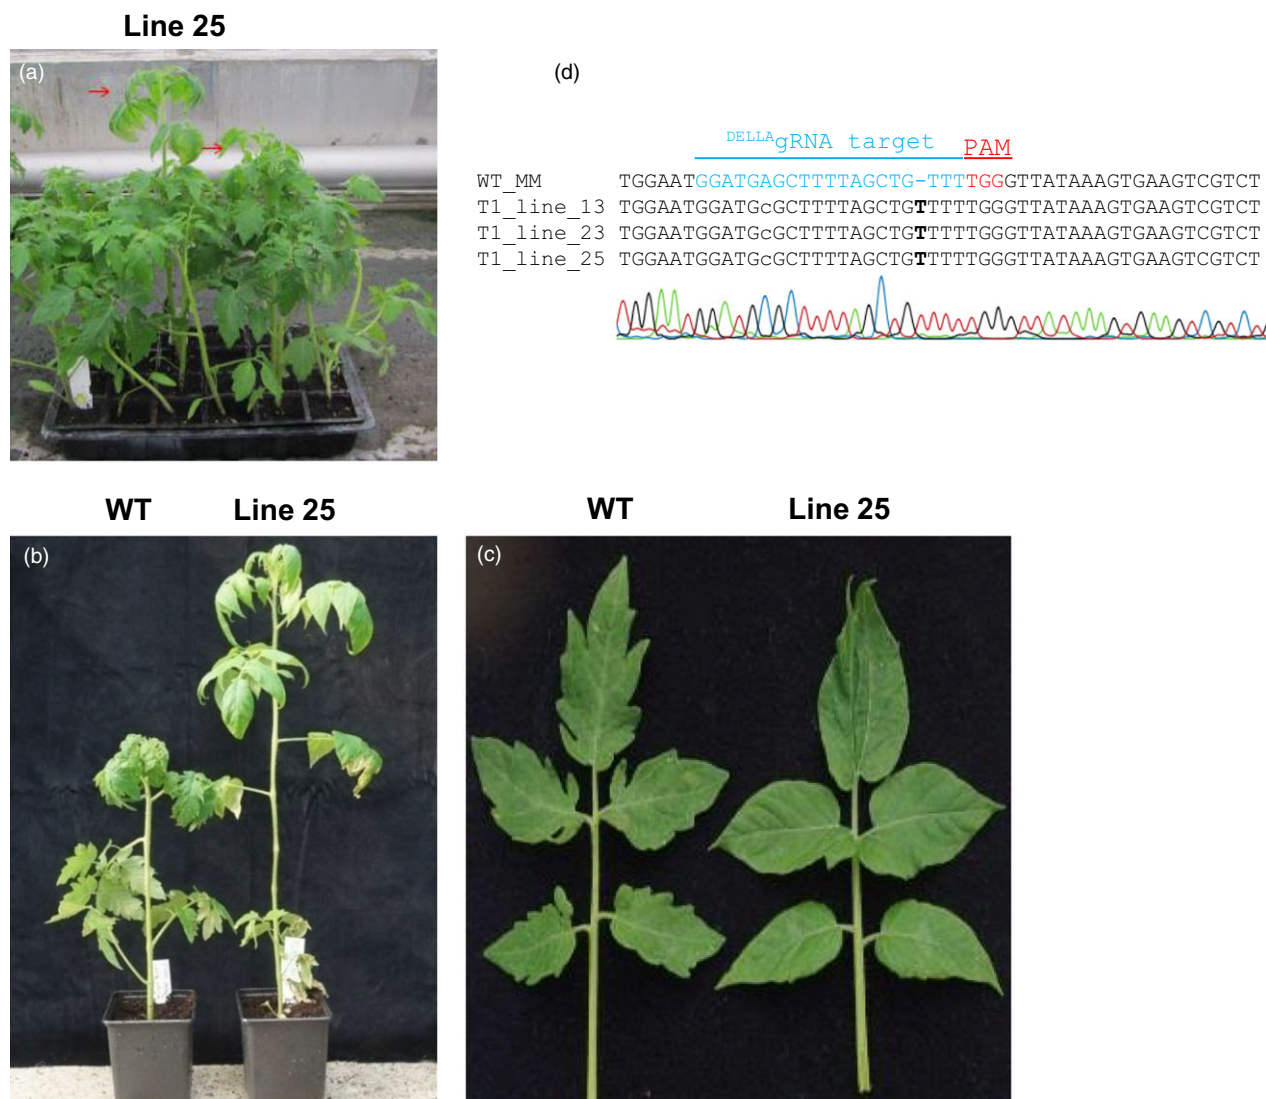 Line 25
(a)
(d)
DELLAgRNA target PAM
WT_MM TGGAATGGATGAGCTTTTAGCTG-TTTTGGGTTATAAAGTGAAGTCGTCT
T1_line_13 TGGAATGGATGcGCTTTTAGCTGTTTTTGGGTTATAAAGTGAAGTCGTCT
T1_line_23 TGGAATGGATGcGCTTTTAGCTGTTTTTGGGTTATAAAGTGAAGTCGTCT
T1_line_25 TGGAATGGATGcGCTTTTAGCTGTTTTTGGGTTATAAAGTGAAGTCGTCT
WT Line 25
(b)
WT Line 25
(c)